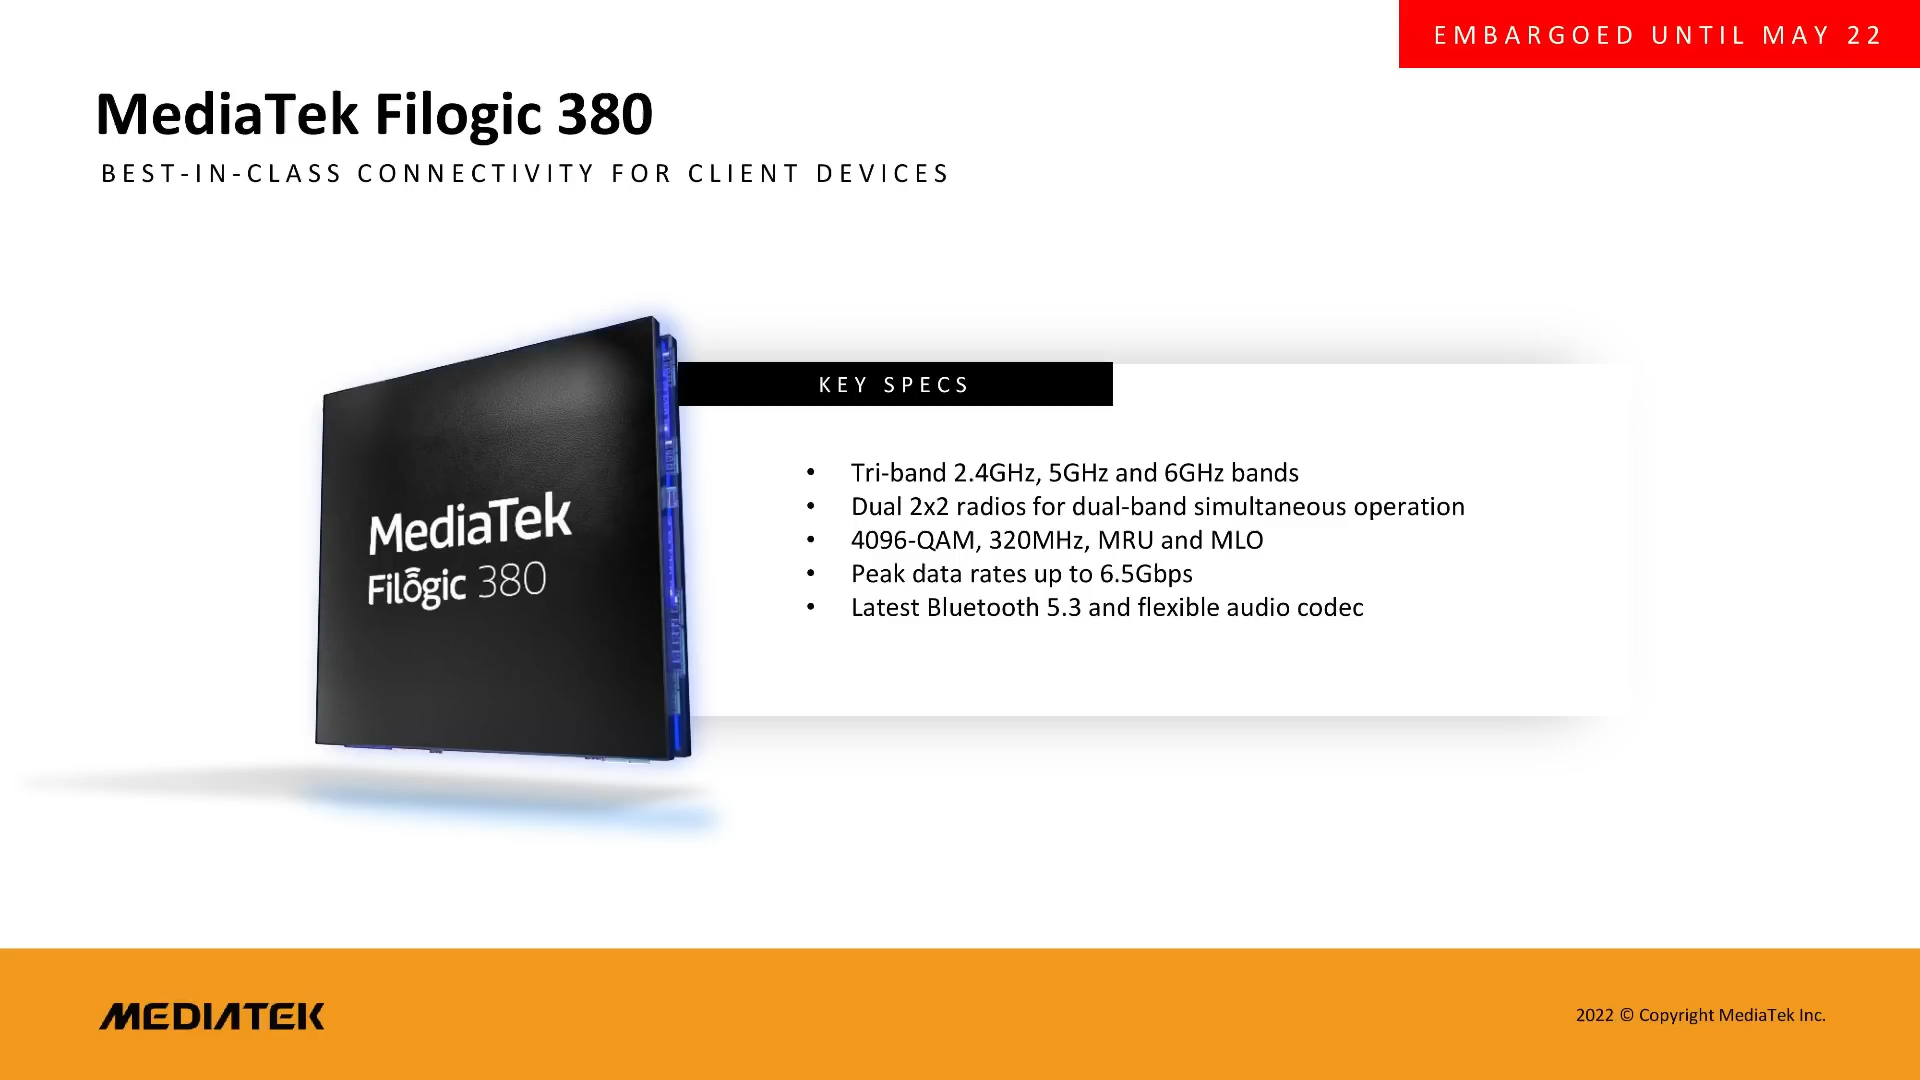 EMBARGOED UNTIL MAY 22
MediaTek Filogic 380
BEST-IN-CLASS CONNECTIVITY FOR CLIENT DEVICES
KEY SPECS
• Tri-band 2.4GHz, 5GHz and 6GHz bands
• Dual 2x2 radios for dual-band simultaneous operation
• 4096-QAM, 320MHz, MRU and MLO
• Peak data rates up to 6.5Gbps
• Latest Bluetooth 5.3 and flexible audio codec
MediaTek
Filogic 380
MEDIATEK
2022 © Copyright MediaTek Inc.